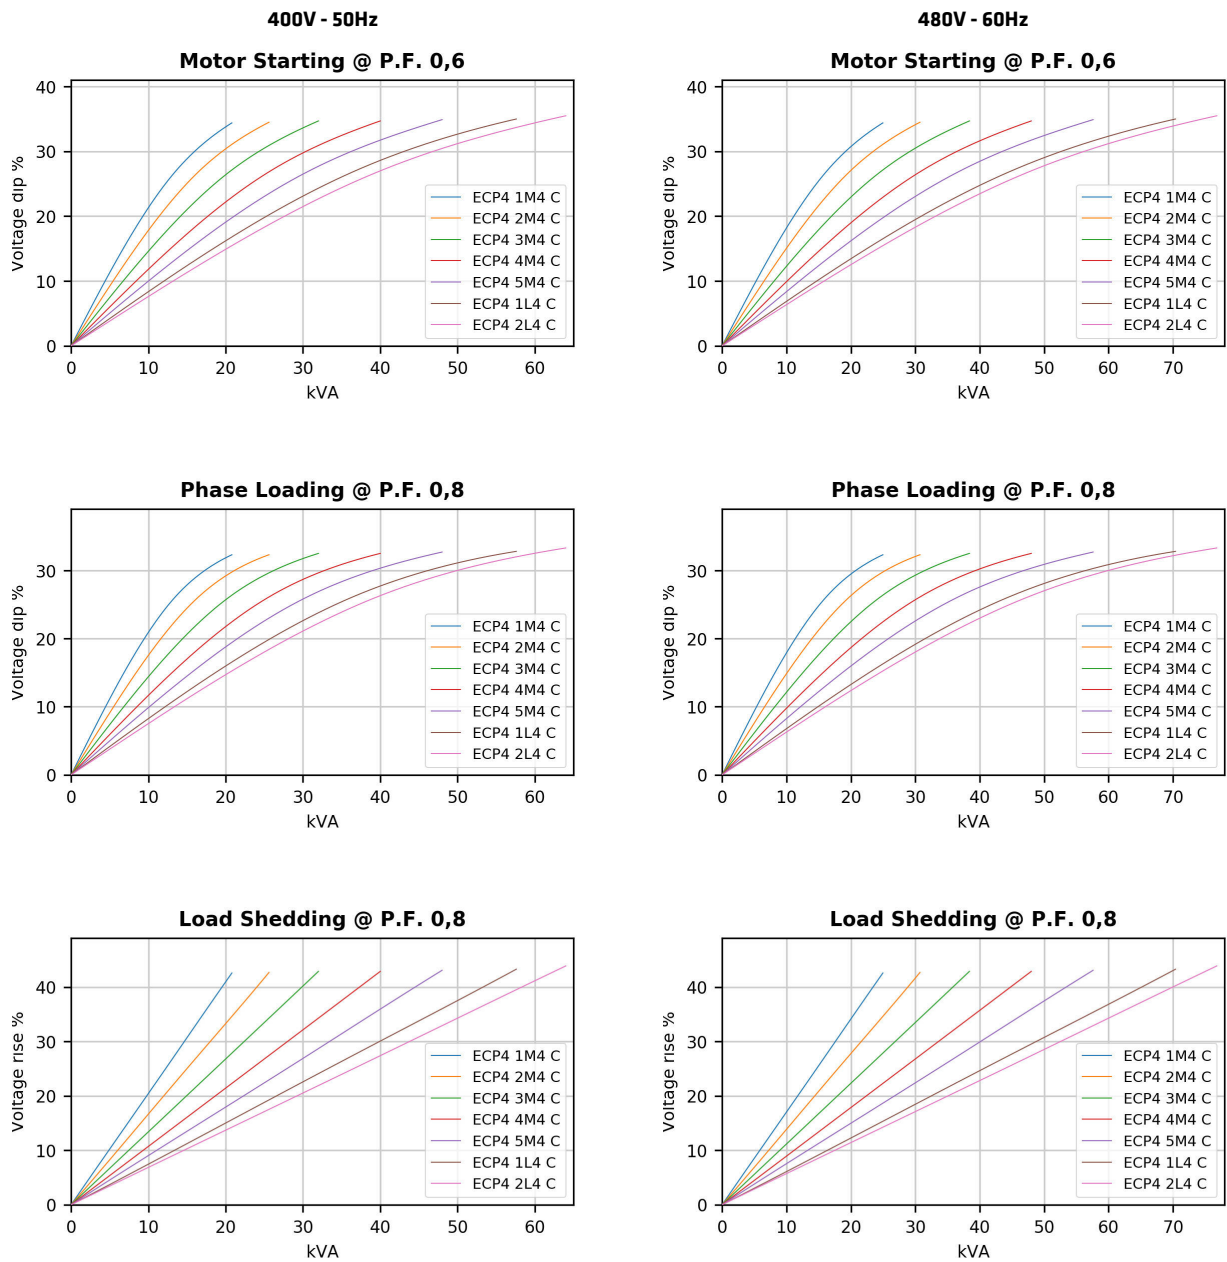 400V - 50Hz
480V - 60Hz
Motor Starting @ P.F. 0,6
40
30
20
10
0
Voltage dip %
ECP4 1M4 C
ECP4 2M4 C
ECP4 3M4 C
ECP4 4M4 C
ECP4 5M4 C
ECP4 1L4 C
ECP4 2L4 C
0 10 20 30 40 50 60
kVA
Motor Starting @ P.F. 0,6
40
30
20
10
0
Voltage dip %
ECP4 1M4 C
ECP4 2M4 C
ECP4 3M4 C
ECP4 4M4 C
ECP4 5M4 C
ECP4 1L4 C
ECP4 2L4 C
0 10 20 30 40 50 60 70
kVA
Phase Loading @ P.F. 0,8
30
20
10
0
Voltage dip %
ECP4 1M4 C
ECP4 2M4 C
ECP4 3M4 C
ECP4 4M4 C
ECP4 5M4 C
ECP4 1L4 C
ECP4 2L4 C
0 10 20 30 40 50 60
kVA
Phase Loading @ P.F. 0,8
30
20
10
0
Voltage dip %
ECP4 1M4 C
ECP4 2M4 C
ECP4 3M4 C
ECP4 4M4 C
ECP4 5M4 C
ECP4 1L4 C
ECP4 2L4 C
0 10 20 30 40 50 60 70
kVA
Load Shedding @ P.F. 0,8
40
30
20
10
0
Voltage rise %
ECP4 1M4 C
ECP4 2M4 C
ECP4 3M4 C
ECP4 4M4 C
ECP4 5M4 C
ECP4 1L4 C
ECP4 2L4 C
0 10 20 30 40 50 60
kVA
Load Shedding @ P.F. 0,8
40
30
20
10
0
Voltage rise %
ECP4 1M4 C
ECP4 2M4 C
ECP4 3M4 C
ECP4 4M4 C
ECP4 5M4 C
ECP4 1L4 C
ECP4 2L4 C
0 10 20 30 40 50 60 70
kVA